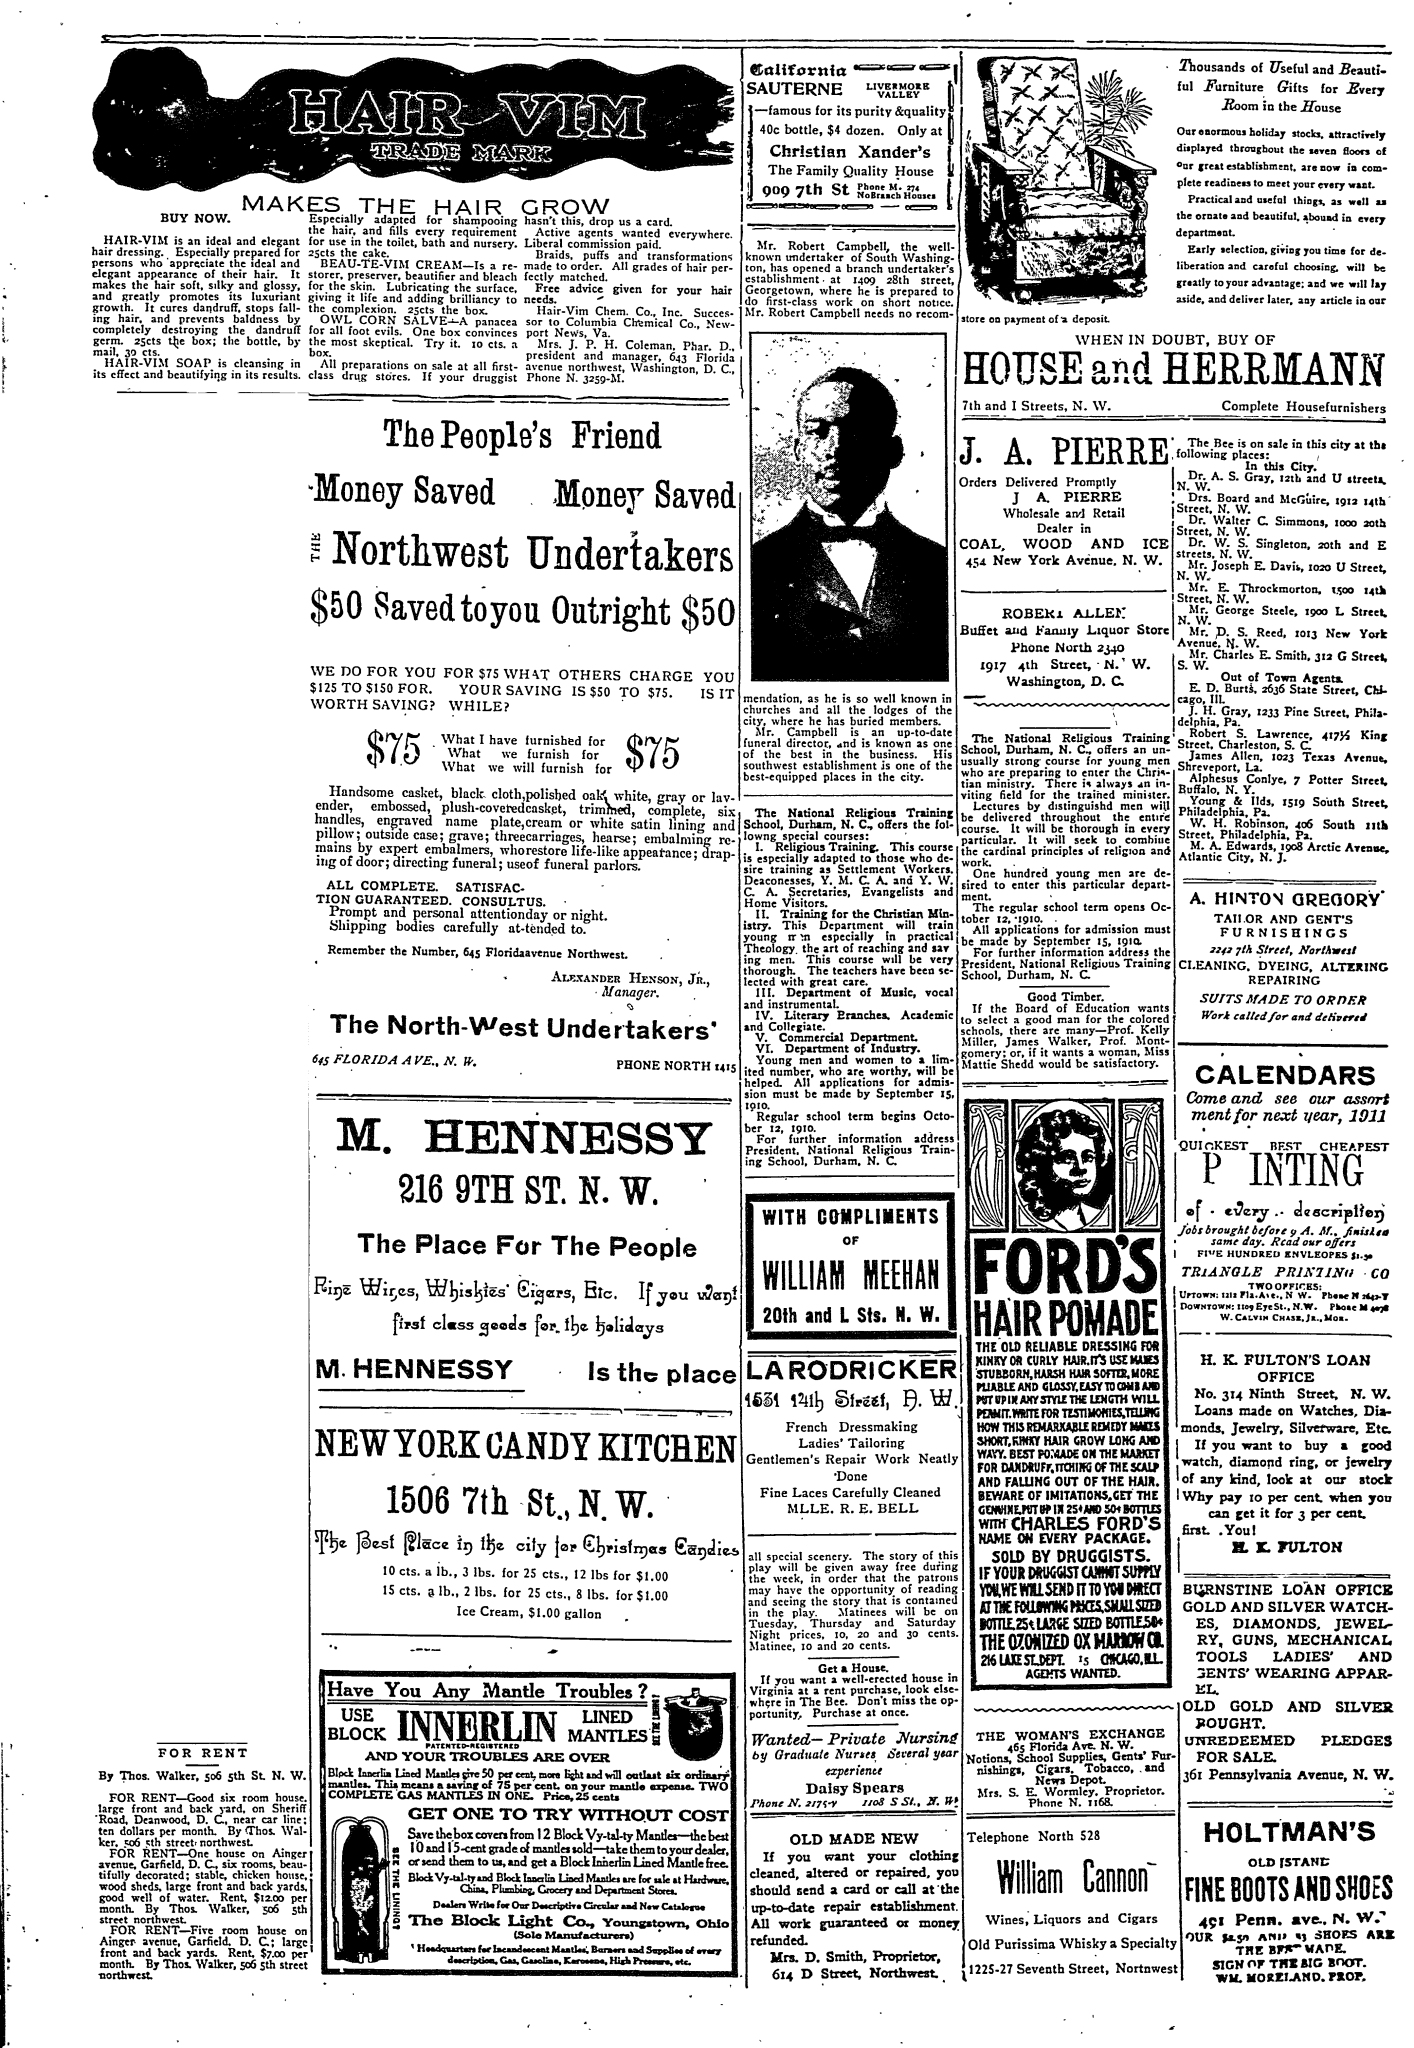 HAIR VIM
TRADE MARK
MAKES THE HAIR GROW
BUY NOW.
HAIR-VIM is an ideal and elegant
hair dressing. Especially prepared for
persons who appreciate the ideal and
elegant appearance of their hair. It
makes the hair soft, silky and glossy,
and greatly promotes its luxuriant
growth. It cures dandruff, stops fall-
ing hair, and prevents baldness by
completely destroying the dandruff
germ. 25cts the box; the bottle, by
mail, 30 cts.
HAIR-VIM SOAP is cleansing in
its effect and beautifying in its results.
Especially adapted for shampooing
the hair, and fills every requirement
for use in the toilet, bath and nursery.
25cts the cake.
BEAU-TE-VIM CREAM—Is a re-
storer, preserver, beautifier and bleach
for the skin. Lubricating the surface,
giving it life and adding brilliancy to
the complexion. 25cts the box.
OWL CORN SALVE—A panacea
for all foot evils. One box convinces
the most skeptical. Try it. 10 cts. a
box.
All preparations on sale at all first-
class drug stores. If your druggist
hasn't this, drop us a card.
Active agents wanted everywhere.
Liberal commission paid.
Braids, puffs and transformations
made to order. All grades of hair per-
fectly matched.
Free advice given for your hair
needs.
Hair-Vim Chem. Co., Inc. Succes-
sor to Columbia Chemical Co., New-
port News, Va.
Mrs. J. P. H. Coleman, Phar. D.,
president and manager, 643 Florida
avenue northwest, Washington, D. C.,
Phone N. 3259-M.
The People's Friend
Money Saved Money Saved
THE Northwest Undertakers
$50 Saved to you Outright $50
WE DO FOR YOU FOR $75 WHAT OTHERS CHARGE YOU
$125 TO $150 FOR. YOUR SAVING IS $50 TO $75. IS IT
WORTH SAVING? WHILE?
$75 What I have furnished for $75
What we furnish for
What we will furnish for
Handsome casket, black cloth,polished oak, white, gray or lav-
ender, embossed, plush-coveredcasket, trimmed, complete, six
handles, engraved name plate,cream or white satin lining and
pillow; outside case; grave; threecarriges, hearse; embalming re-
mains by expert embalmers, whorestore life-like appeatance; drap-
ing of door; directing funeral; useof funeral parlors.
ALL COMPLETE. SATISFAC-
TION GUARANTEED. CONSULTUS.
Prompt and personal attentionday or night.
Shipping bodies carefully at-tended to.
Remember the Number, 645 Floridaavenue Northwest.
ALEXANDER HENSON, JR.,
Manager.
The North-West Undertakers'
645 FLORIDA AVE., N. W. PHONE NORTH 1415
M. HENNESSY
216 9TH ST. N. W.
The Place For The People
Fine Wines, Whiskies' Cigars, Etc. If you want
first class goods for the holidays
M. HENNESSY Is the place
NEW YORK CANDY KITCHEN
1506 7th St., N. W.
The Best Place in the city for Christmas Candies
10 cts. a lb., 3 lbs. for 25 cts., 12 lbs for $1.00
15 cts. a lb., 2 lbs. for 25 cts., 8 lbs. for $1.00
Ice Cream, $1.00 gallon
Have You Any Mantle Troubles?
USE BLOCK INNERLIN LINED MANTLES
PATENTED-REGISTERED
AND YOUR TROUBLES ARE OVER
Block Innerlin Lined Mantles give 50 per cent. more light and will outlast six ordinary
mantles. This means a saving of 75 per cent. on your mantle expense. TWO
COMPLETE GAS MANTLES IN ONE. Price, 25 cents
GET ONE TO TRY WITHOUT COST
Save the box covers from 12 Block Vy-tal-ty Mantles—the best
10 and 15-cent grade of mantles sold—take them to your dealer,
or send them to us, and get a Block Innerlin Lined Mantle free.
Block Vy-tal-ty and Block Innerlin Lined Mantles are for sale at Hardware,
China, Plumbing, Grocery and Department Stores.
Dealers Write for Our Descriptive Circular and New Catalogue
The Block Light Co., Youngstown, Ohio
(Sole Manufacturers)
Headquarters for Incandescent Mantles, Burners and Supplies of every
description, Gas, Gasoline, Kerosene, High Pressure, etc.
SEE THE LINING
FOR RENT
By Thos. Walker, 506 5th St. N. W.
FOR RENT—Good six room house,
large front and back yard, on Sheriff
Road, Deanwood, D. C., near car line;
ten dollars per month. By Thos. Wal-
ker, 506 5th street northwest.
FOR RENT—One house on Ainger
avenue, Garfield, D. C., six rooms, beau-
tifully decorated; stable, chicken house,
wood sheds, large front and back yards,
good well of water. Rent, $12.00 per
month. By Thos. Walker, 506 5th
street northwest.
FOR RENT—Five room house on
Ainger avenue, Garfield, D. C.; large
front and back yards. Rent, $7.00 per
month. By Thos. Walker, 506 5th street
northwest.
California
SAUTERNE LIVERMORE VALLEY
—famous for its purity &quality
40c bottle, $4 dozen. Only at
Christian Xander's
The Family Quality House
909 7th St Phone M. 274
No Branch Houses
Mr. Robert Campbell, the well-
known undertaker of South Washing-
ton, has opened a branch undertaker's
establishment at 1409 28th street,
Georgetown, where he is prepared to
do first-class work on short notice.
Mr. Robert Campbell needs no recom-
mendation, as he is so well known in
churches and all the lodges of the
city, where he has buried members.
Mr. Campbell is an up-to-date
funeral director, and is known as one
of the best in the business. His
southwest establishment is one of the
best-equipped places in the city.
The National Religious Training
School, Durham, N. C., offers the fol-
lowng special courses:
I. Religious Training. This course
is especially adapted to those who de-
sire training as Settlement Workers,
Deaconesses, Y. M. C. A. and Y. W.
C. A. Secretaries, Evangelists and
Home Visitors.
II. Training for the Christian Min-
istry. This Department will train
young men especially in practical
Theology, the art of reaching and sav
ing men. This course will be very
thorough. The teachers have been se-
lected with great care.
III. Department of Music, vocal
and instrumental.
IV. Literary Branches, Academic
and Collegiate.
V. Commercial Department.
VI. Department of Industry.
Young men and women to a lim-
ited number, who are worthy, will be
helped. All applications for admis-
sion must be made by September 15,
1910.
Regular school term begins Octo-
ber 12, 1910.
For further information address
President, National Religious Train-
ing School, Durham, N. C.
WITH COMPLIMENTS
OF
WILLIAM MEEHAN
20th and L Sts. N. W.
LARODRICKER
1531 14th Street, N. W.
French Dressmaking
Ladies' Tailoring
Gentlemen's Repair Work Neatly
Done
Fine Laces Carefully Cleaned
MLLE. R. E. BELL
all special scenery. The story of this
play will be given away free during
the week, in order that the patrons
may have the opportunity of reading
and seeing the story that is contained
in the play. Matinees will be on
Tuesday, Thursday and Saturday.
Night prices, 10, 20 and 30 cents.
Matinee, 10 and 20 cents.
Get a House.
If you want a well-erected house in
Virginia at a rent purchase, look else-
where in The Bee. Don't miss the op-
portunity. Purchase at once.
Wanted—Private Nursing
by Graduate Nurses Several year
experience
Daisy Spears
Phone N. 2175-y 1108 S St., N. W.
OLD MADE NEW
If you want your clothing
cleaned, altered or repaired, you
should send a card or call at the
up-to-date repair establishment.
All work guaranteed or money
refunded.
Mrs. D. Smith, Proprietor,
614 D Street, Northwest.
Thousands of Useful and Beauti-
ful Furniture Gifts for Every
Room in the House
Our enormous holiday stocks, attractively
displayed throughout the seven floors of
our great establishment, are now in com-
plete readiness to meet your every want.
Practical and useful things, as well as
the ornate and beautiful, abound in every
department.
Early selection, giving you time for de-
liberation and careful choosing, will be
greatly to your advantage; and we will lay
aside, and deliver later, any article in our
store on payment of a deposit.
WHEN IN DOUBT, BUY OF
HOUSE and HERRMANN
7th and I Streets, N. W. Complete Housefurnishers
J. A. PIERRE
Orders Delivered Promptly
J A. PIERRE
Wholesale and Retail
Dealer in
COAL, WOOD AND ICE
454 New York Avenue, N. W.
ROBERT ALLEN
Buffet and Family Liquor Store
Phone North 2340
1917 4th Street, N. W.
Washington, D. C.
The National Religious Training
School, Durham, N. C., offers an un-
usually strong course for young men
who are preparing to enter the Chris-
tian ministry. There is always an in-
viting field for the trained minister.
Lectures by distinguishd men will
be delivered throughout the entire
course. It will be thorough in every
particular. It will seek to combine
the cardinal principles of religion and
work.
One hundred young men are de-
sired to enter this particular depart-
ment.
The regular school term opens Oc-
tober 12, 1910.
All applications for admission must
be made by September 15, 1910.
For further information address the
President, National Religious Training
School, Durham, N. C.
Good Timber.
If the Board of Education wants
to select a good man for the colored
schools, there are many—Prof. Kelly
Miller, James Walker, Prof. Mont-
gomery; or, if it wants a woman, Miss
Mattie Shedd would be satisfactory.
FORD'S
HAIR POMADE
THE OLD RELIABLE DRESSING FOR
KINKY OR CURLY HAIR. IT'S USE MAKES
STUBBORN, HARSH HAIR SOFTER, MORE
PLIABLE AND GLOSSY, EASY TO COMB AND
PUT UP IN ANY STYLE THE LENGTH WILL
PERMIT. WRITE FOR TESTIMONIES, TELLING
HOW THIS REMARKABLE REMEDY MAKES
SHORT, KINKY HAIR GROW LONG AND
WAVY. BEST POMADE ON THE MARKET
FOR DANDRUFF, ITCHING OF THE SCALP
AND FALLING OUT OF THE HAIR.
BEWARE OF IMITATIONS, GET THE
GENUINE, PUT UP IN 25¢ AND 50¢ BOTTLES
WITH CHARLES FORD'S
NAME ON EVERY PACKAGE.
SOLD BY DRUGGISTS.
IF YOUR DRUGGIST CANNOT SUPPLY
YOU, WE WILL SEND IT TO YOU DIRECT
AT THE FOLLOWING PRICES, SMALL SIZED
BOTTLE, 25¢ LARGE SIZED BOTTLE, 50¢
THE OZONIZED OX MARROW CO.
216 LAKE ST. DEPT. 15 CHICAGO, ILL.
AGENTS WANTED.
THE WOMAN'S EXCHANGE
465 Florida Ave. N. W.
Notions, School Supplies, Gents' Fur-
nishings, Cigars, Tobacco, and
News Depot.
Mrs. S. E. Wormley, Proprietor.
Phone N. 1168.
Telephone North 528
William Cannon
Wines, Liquors and Cigars
Old Purissima Whisky a Specialty
1225-27 Seventh Street, Nortnwest
The Bee is on sale in this city at the
following places:
In this City.
Dr. A. S. Gray, 12th and U streets,
N. W.
Drs. Board and McGuire, 1912 14th
Street, N. W.
Dr. Walter C. Simmons, 1000 20th
Street, N. W.
Dr. W. S. Singleton, 20th and E
streets, N. W.
Mr. Joseph E. Davis, 1020 U Street,
N. W.
Mr. E. Throckmorton, 1500 14th
Street, N. W.
Mr. George Steele, 1900 L Street,
N. W.
Mr. D. S. Reed, 1013 New York
Avenue, N. W.
Mr. Charles E. Smith, 312 G Street,
S. W.
Out of Town Agents.
E. D. Burts, 2636 State Street, Chi-
cago, Ill.
J. H. Gray, 1233 Pine Street, Phila-
delphia, Pa.
Robert S. Lawrence, 417½ King
Street, Charleston, S. C.
James Allen, 1023 Texas Avenue,
Shreveport, La.
Alphesus Conlye, 7 Potter Street,
Buffalo, N. Y.
Young & Ilds, 1519 South Street,
Philadelphia, Pa.
W. H. Robinson, 406 South 11th
Street, Philadelphia, Pa.
M. A. Edwards, 1908 Arctic Avenue,
Atlantic City, N. J.
A. HINTON GREGORY
TAILOR AND GENT'S
FURNISHINGS
2242 7th Street, Northwest
CLEANING, DYEING, ALTERING
REPAIRING
SUITS MADE TO ORDER
Work called for and delivered
CALENDARS
Come and see our assort
ment for next year, 1911
QUICKEST BEST CHEAPEST
P INTING
of every description
Jobs brought before 9 A. M., finished
same day. Read our offers
FIVE HUNDRED ENVLEOPES $1.50
TRIANGLE PRINTING CO
TWO OFFICES:
UPTOWN: 1212 Fla. Ave., N. W. Phone N 2642-Y
DOWNTOWN: 1109 Eye St., N.W. Phone M 4078
W. CALVIN CHASE, JR., MGR.
H. K. FULTON'S LOAN
OFFICE
No. 314 Ninth Street, N. W.
Loans made on Watches, Dia-
monds, Jewelry, Silverware, Etc.
If you want to buy a good
watch, diamond ring, or jewelry
of any kind, look at our stock
Why pay 10 per cent. when you
can get it for 3 per cent.
first. You!
H. K. FULTON
BURNSTINE LOAN OFFICE
GOLD AND SILVER WATCH-
ES, DIAMONDS, JEWEL-
RY, GUNS, MECHANICAL
TOOLS LADIES' AND
GENTS' WEARING APPAR-
EL.
OLD GOLD AND SILVER
BOUGHT.
UNREDEEMED PLEDGES
FOR SALE.
361 Pennsylvania Avenue, N. W.
HOLTMAN'S
OLD STAND
FINE BOOTS AND SHOES
491 Penn. ave., N. W.
OUR $2.50 AND $3 SHOES ARE
THE BEST MADE.
SIGN OF THE BIG BOOT.
WM. MORELAND, PROP.